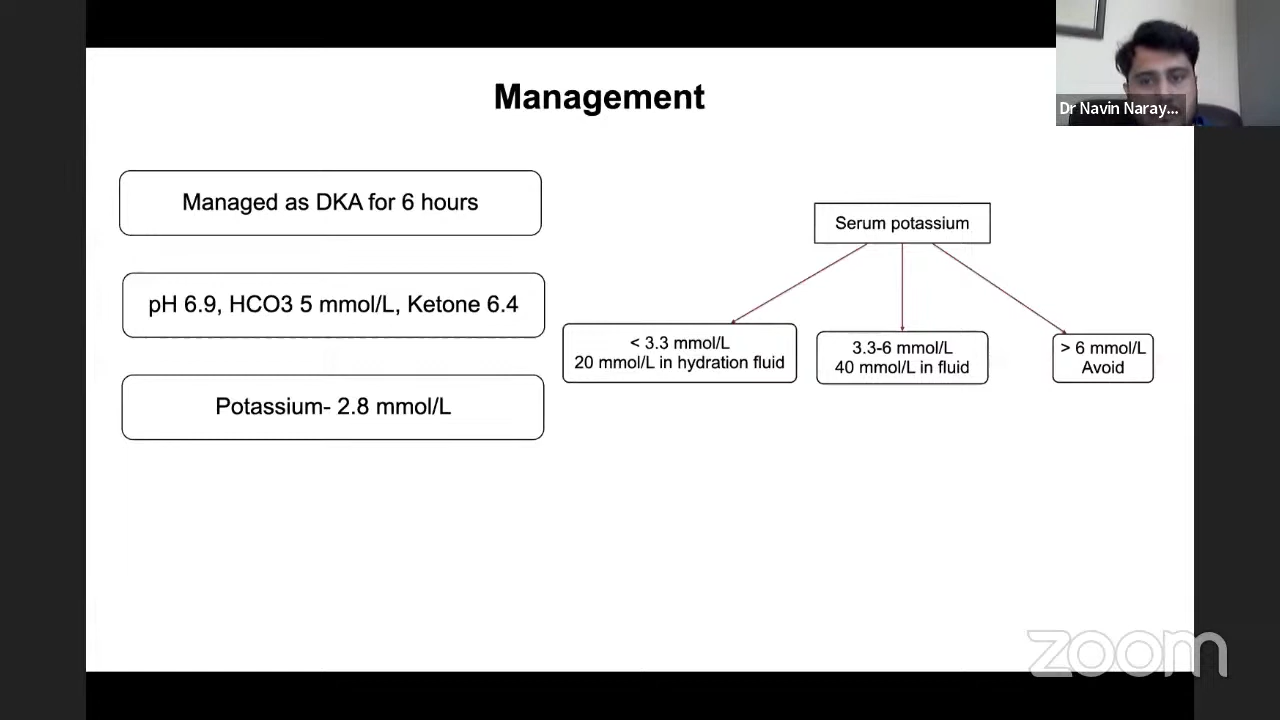 Management
Dr Navin Naray...
Managed as DKA for 6 hours
pH 6.9, HCO3 5 mmol/L, Ketone 6.4
Potassium- 2.8 mmol/L
Serum potassium
< 3.3 mmol/L
20 mmol/L in hydration fluid
3.3-6 mmol/L
40 mmol/L in fluid
> 6 mmol/L
Avoid
zoom